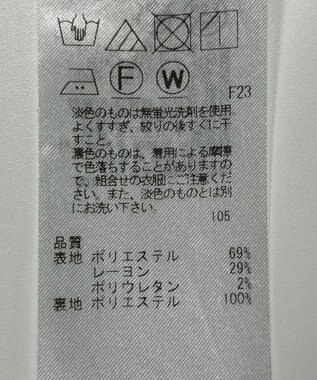 F
W
F23
淡色のものは無蛍光洗剤を使用
よくすすぎ、絞りの後すぐに干
すこと。
濃色のものは、着用による摩擦
で色落ちすることがありますの
で、組合せの衣服にご注意くだ
さい。また、淡色のものとは別
にお洗い下さい。
105
品質
表地 ポリエステル 69%
レーヨン 29%
ポリウレタン 2%
裏地 ポリエステル 100%